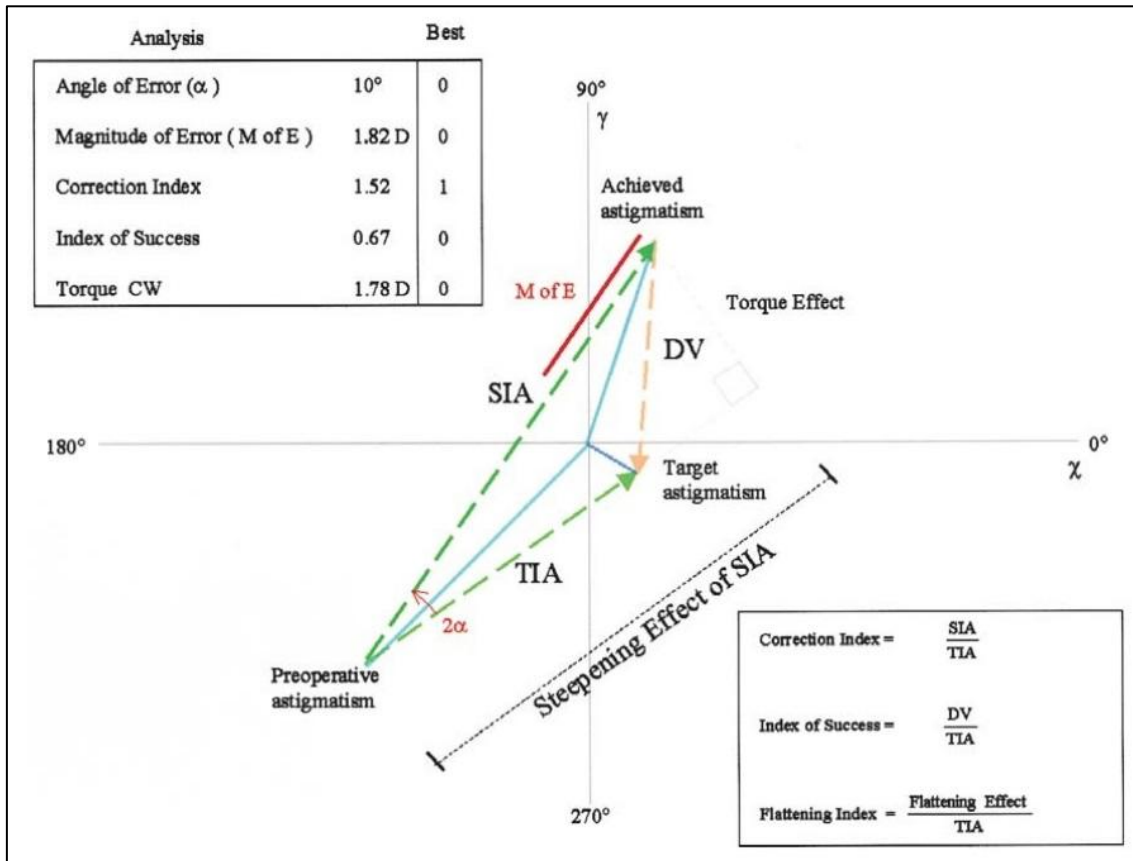 Analysis Best
Angle of Error (α) 10° 0
Magnitude of Error ( M of E ) 1.82 D 0
Correction Index 1.52 1
Index of Success 0.67 0
Torque CW 1.78 D 0
90°
γ
Achieved
astigmatism
M of E
Torque Effect
DV
SIA
180°
0°
χ
Target
astigmatism
TIA
2α
Steepening Effect of SIA
Preoperative
astigmatism
270°
Correction Index = SIA
TIA
Index of Success = DV
TIA
Flattening Index = Flattening Effect
TIA